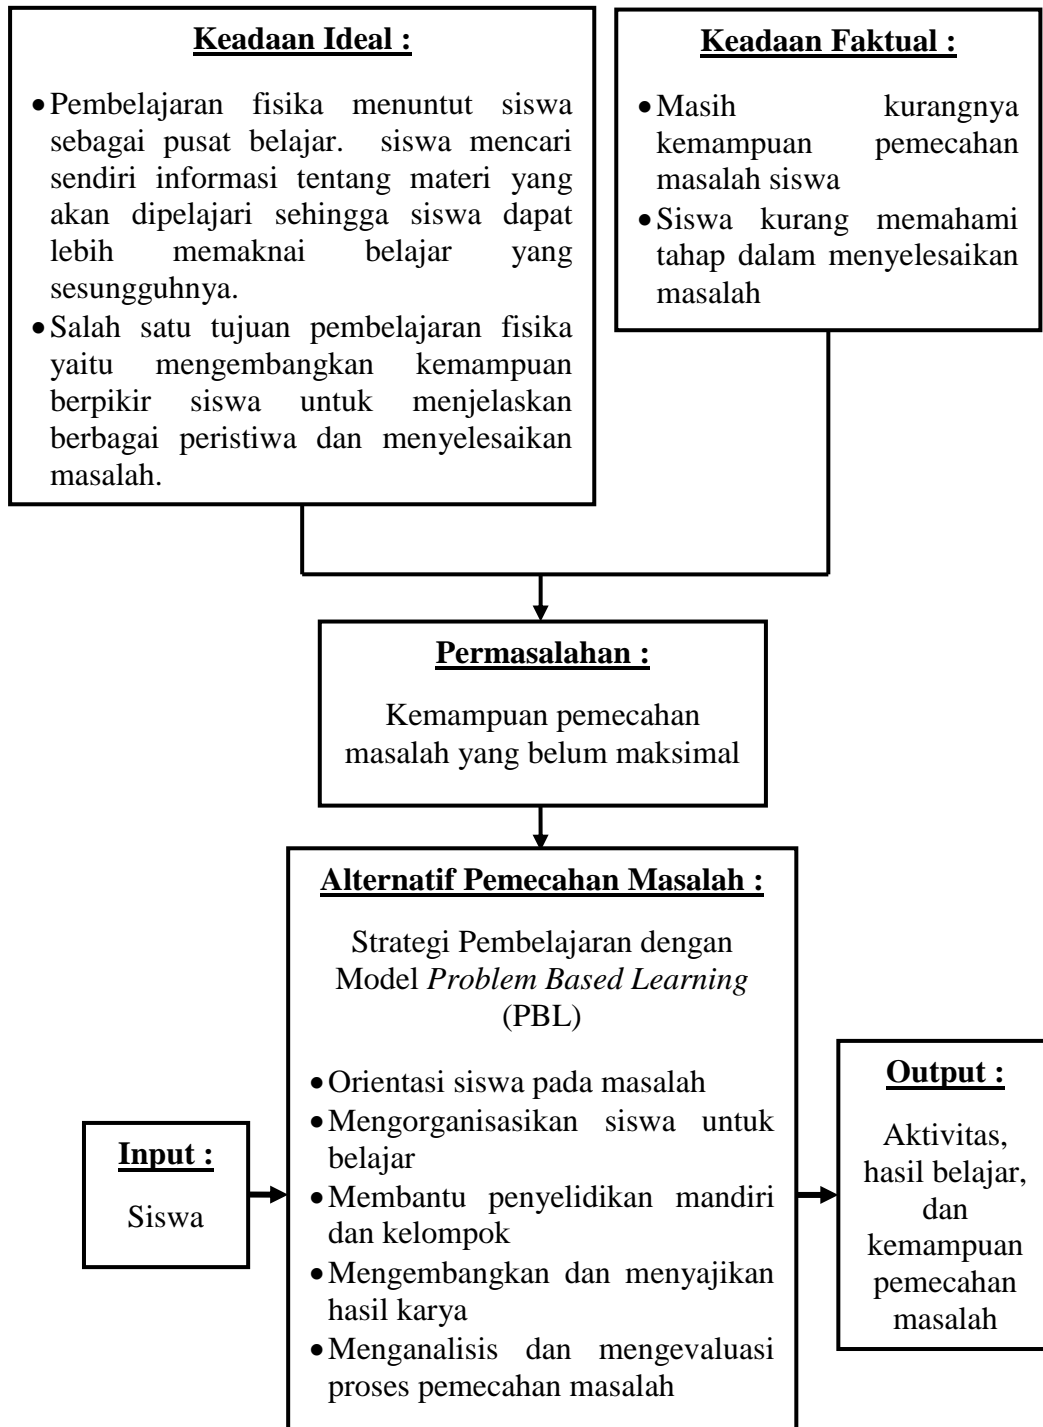 Keadaan Ideal :
• Pembelajaran fisika menuntut siswa
sebagai pusat belajar. siswa mencari
sendiri informasi tentang materi yang
akan dipelajari sehingga siswa dapat
lebih memaknai belajar yang
sesungguhnya.
• Salah satu tujuan pembelajaran fisika
yaitu mengembangkan kemampuan
berpikir siswa untuk menjelaskan
berbagai peristiwa dan menyelesaikan
masalah.
Keadaan Faktual :
• Masih kurangnya
kemampuan pemecahan
masalah siswa
• Siswa kurang memahami
tahap dalam menyelesaikan
masalah
Permasalahan :
Kemampuan pemecahan
masalah yang belum maksimal
Alternatif Pemecahan Masalah :
Strategi Pembelajaran dengan
Model Problem Based Learning
(PBL)
• Orientasi siswa pada masalah
• Mengorganisasikan siswa untuk
belajar
• Membantu penyelidikan mandiri
dan kelompok
• Mengembangkan dan menyajikan
hasil karya
• Menganalisis dan mengevaluasi
proses pemecahan masalah
Input :
Siswa
Output :
Aktivitas,
hasil belajar,
dan
kemampuan
pemecahan
masalah